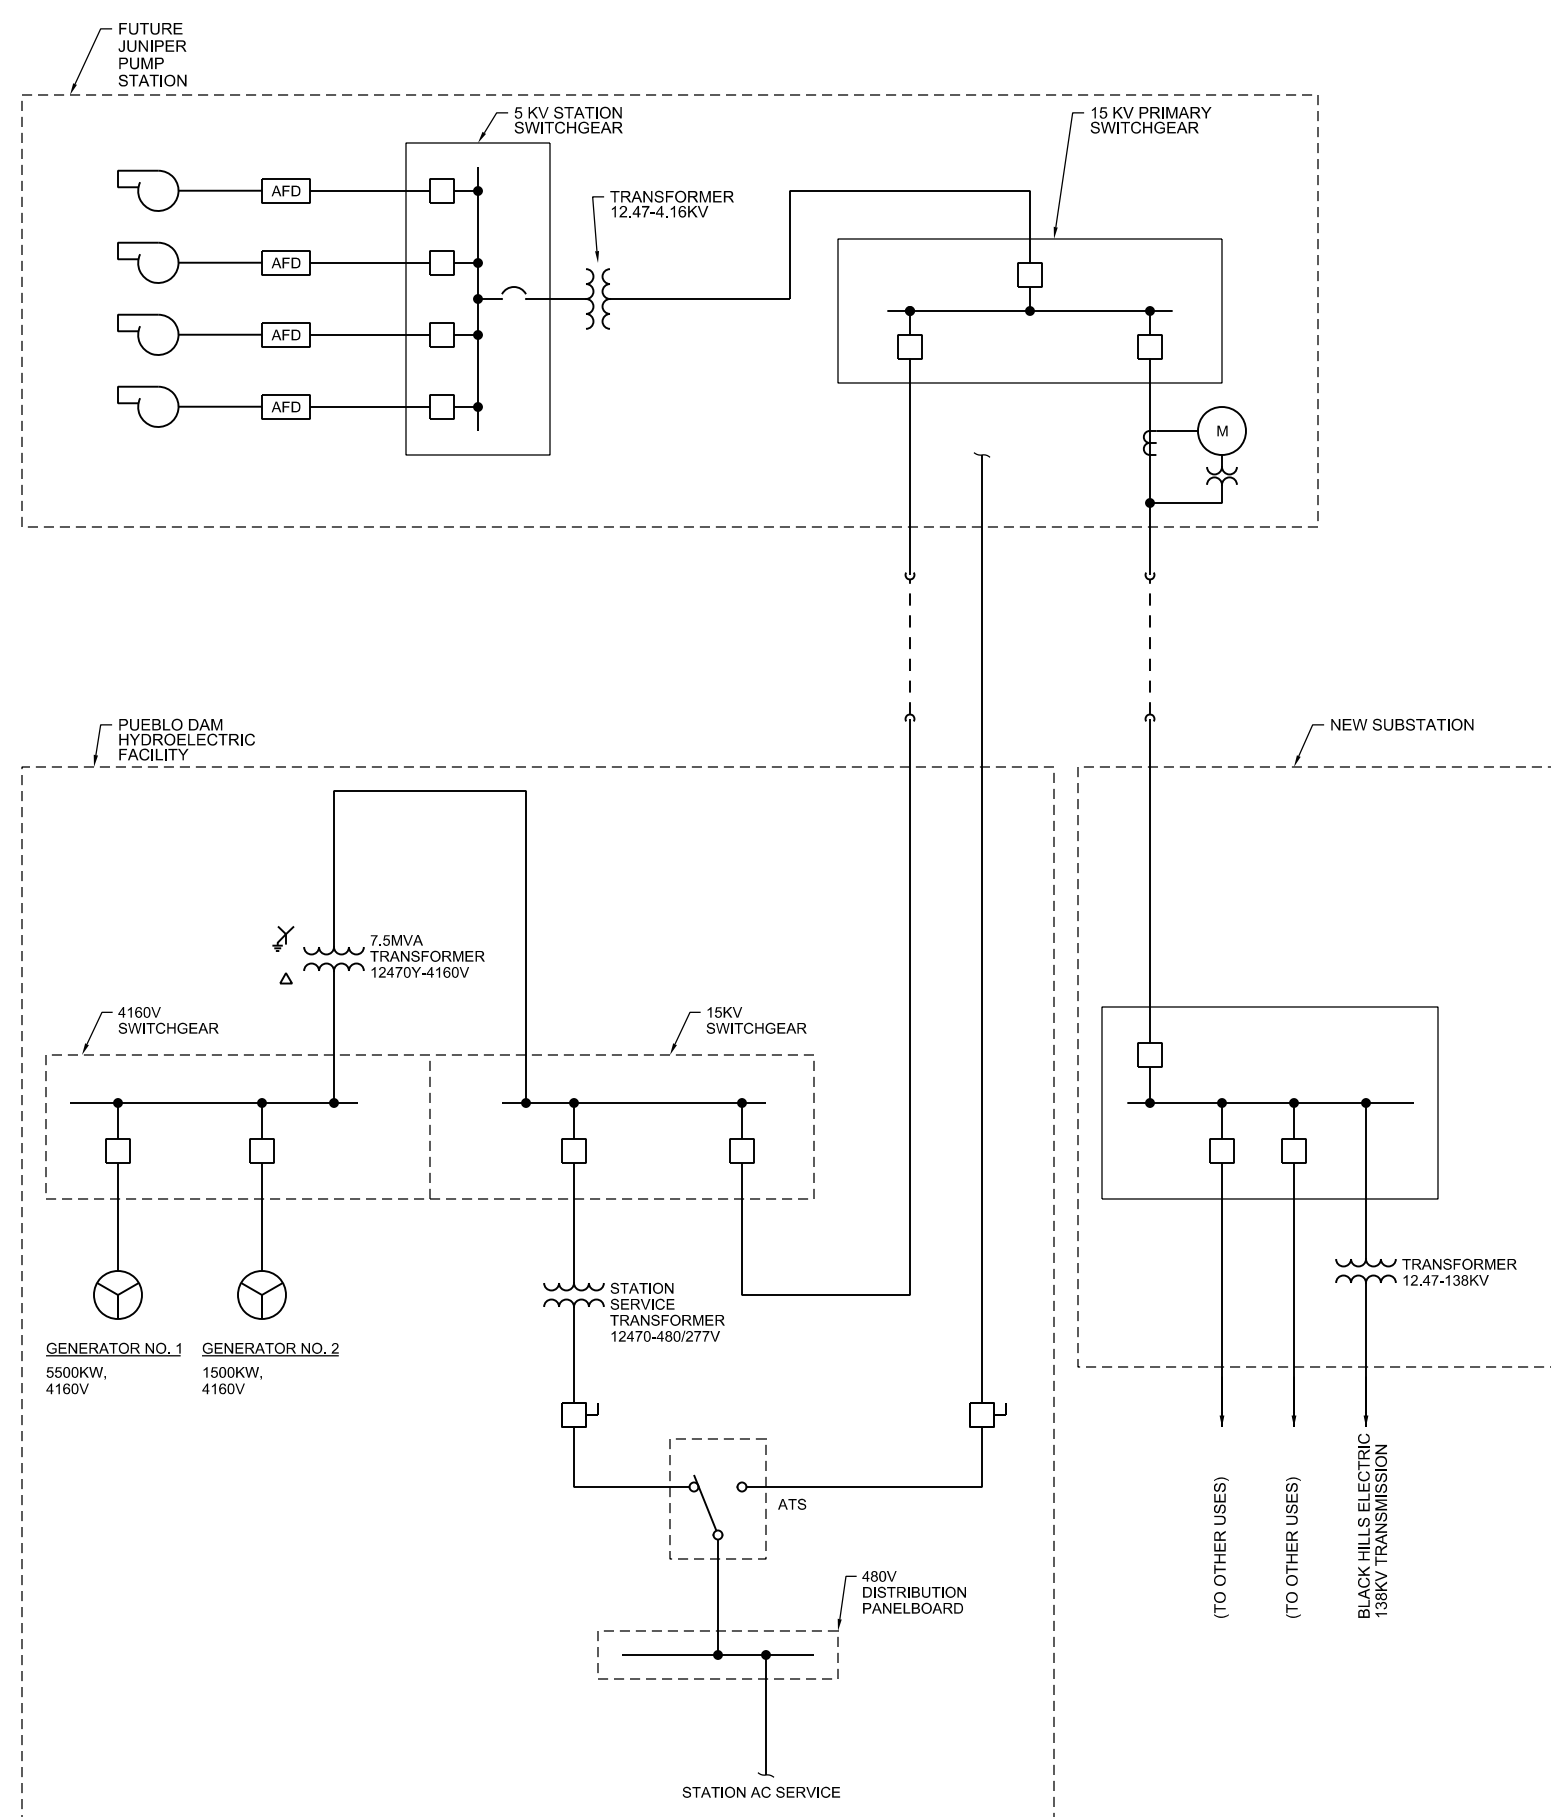 FUTURE
JUNIPER
PUMP
STATION
5 KV STATION
SWITCHGEAR
15 KV PRIMARY
SWITCHGEAR
TRANSFORMER
12.47-4.16KV
AFD
AFD
AFD
AFD
M
PUEBLO DAM
HYDROELECTRIC
FACILITY
NEW SUBSTATION
7.5MVA
TRANSFORMER
12470Y-4160V
4160V
SWITCHGEAR
15KV
SWITCHGEAR
STATION
SERVICE
TRANSFORMER
12470-480/277V
TRANSFORMER
12.47-138KV
GENERATOR NO. 1
5500KW,
4160V
GENERATOR NO. 2
1500KW,
4160V
ATS
(TO OTHER USES)
(TO OTHER USES)
BLACK HILLS ELECTRIC
138KV TRANSMISSION
480V
DISTRIBUTION
PANELBOARD
STATION AC SERVICE